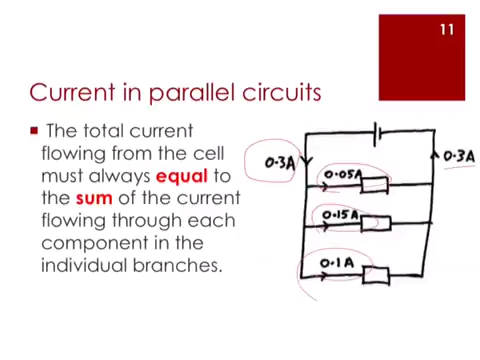 11
Current in parallel circuits
The total current
flowing from the cell
must always equal to
the sum of the current
flowing through each
component in the
individual branches.
0.3A
0.3A
0.05A
0.15A
0.1A